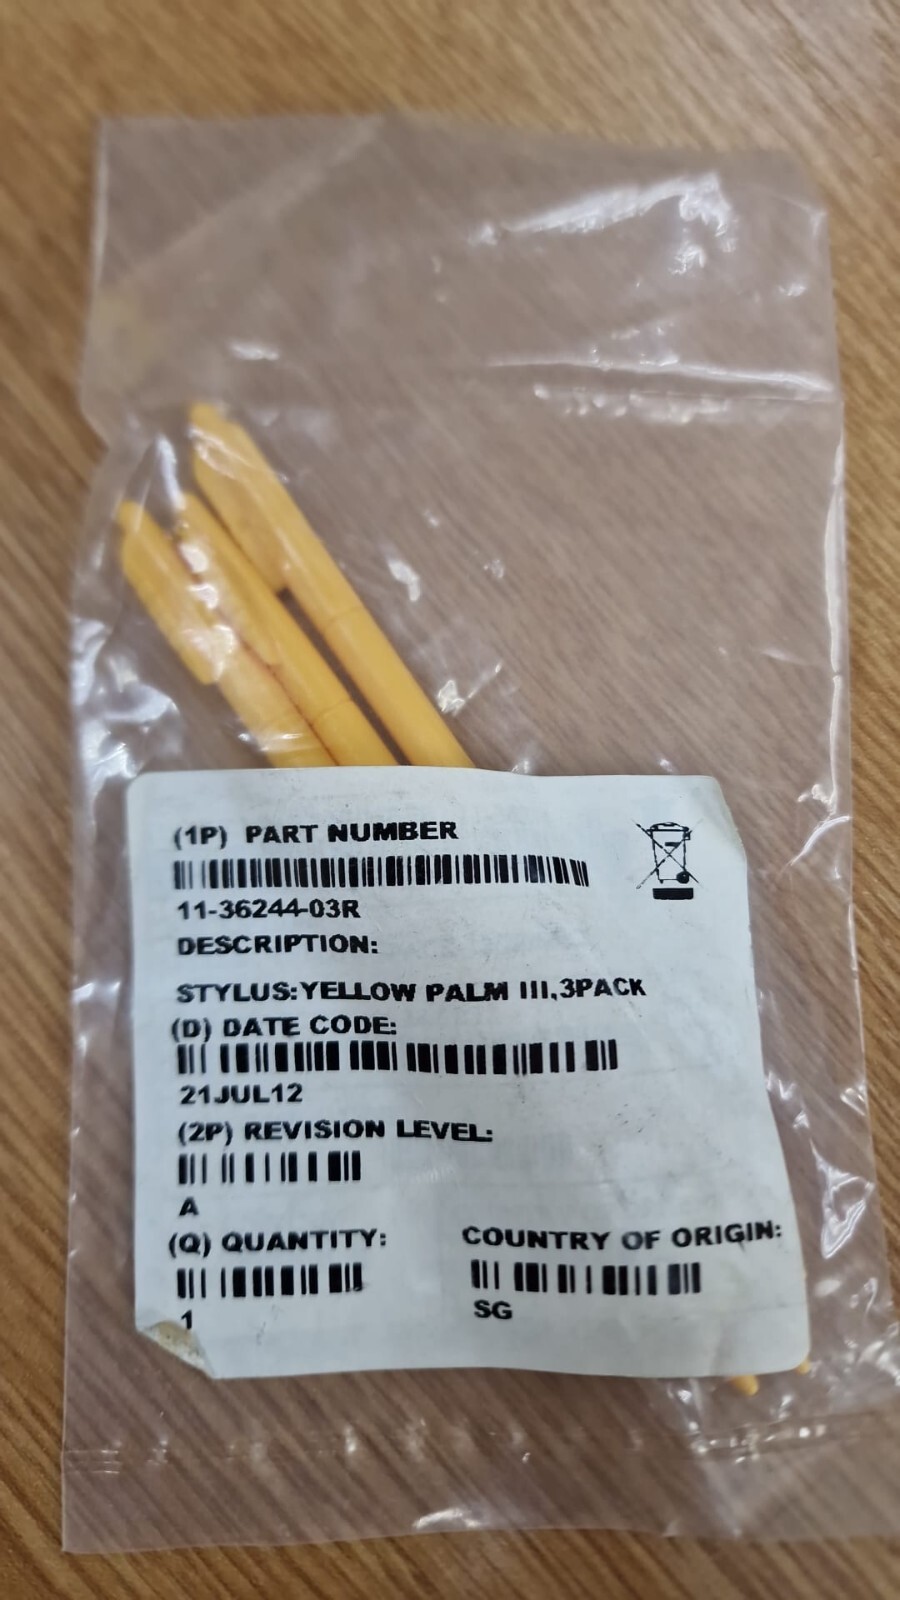 (1P) PART NUMBER
11-36244-03R
DESCRIPTION:
STYLUS:YELLOW PALM III,3PACK
(D) DATE CODE:
21JUL12
(2P) REVISION LEVEL:
A
(Q) QUANTITY: COUNTRY OF ORIGIN:
1 SG